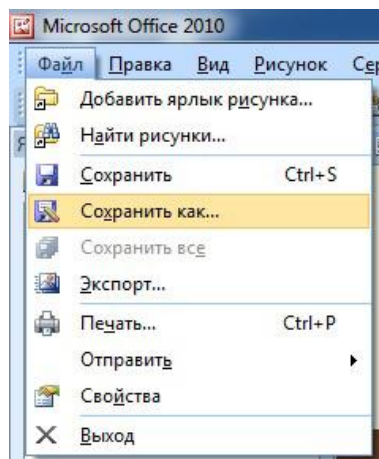 Microsoft Office 2010
Файл Правка Вид Рисунок
Добавить ярлык рисунка...
Найти рисунки...
Сохранить Ctrl+S
Сохранить как...
Сохранить все
Экспорт...
Печать... Ctrl+P
Отправить
Свойства
Выход